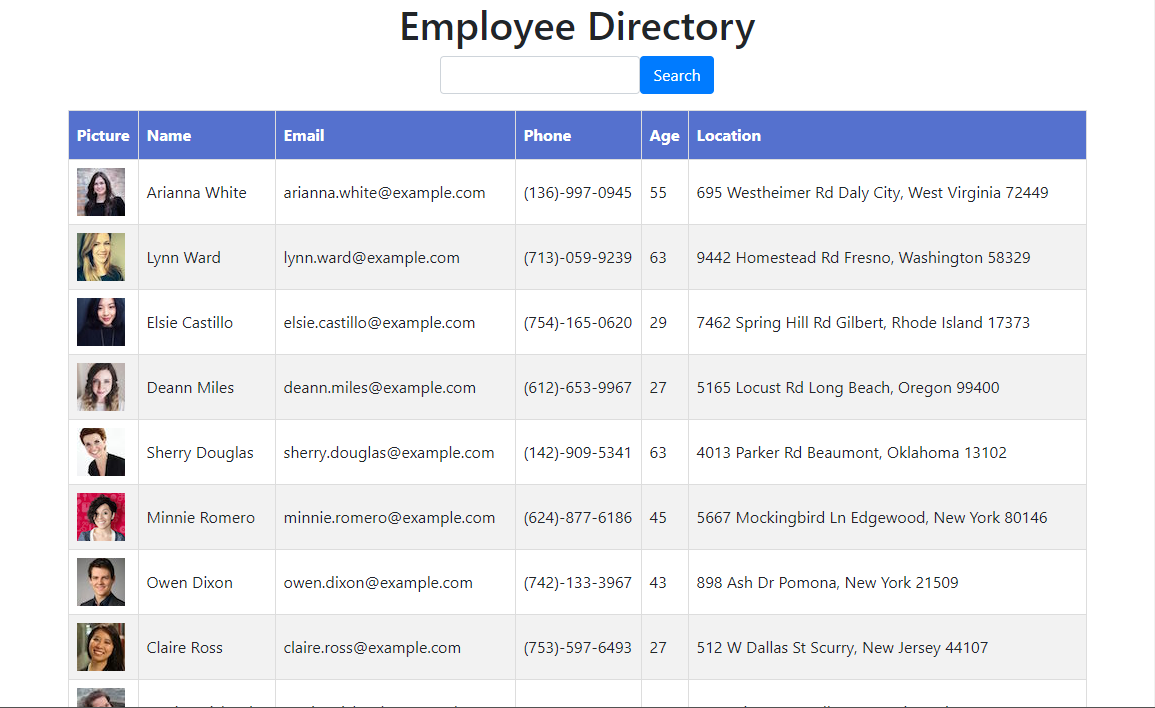 Employee Directory
Search
Picture Name Email Phone Age Location
Arianna White arianna.white@example.com (136)-997-0945 55 695 Westheimer Rd Daly City, West Virginia 72449
Lynn Ward lynn.ward@example.com (713)-059-9239 63 9442 Homestead Rd Fresno, Washington 58329
Elsie Castillo elsie.castillo@example.com (754)-165-0620 29 7462 Spring Hill Rd Gilbert, Rhode Island 17373
Deann Miles deann.miles@example.com (612)-653-9967 27 5165 Locust Rd Long Beach, Oregon 99400
Sherry Douglas sherry.douglas@example.com (142)-909-5341 63 4013 Parker Rd Beaumont, Oklahoma 13102
Minnie Romero minnie.romero@example.com (624)-877-6186 45 5667 Mockingbird Ln Edgewood, New York 80146
Owen Dixon owen.dixon@example.com (742)-133-3967 43 898 Ash Dr Pomona, New York 21509
Claire Ross claire.ross@example.com (753)-597-6493 27 512 W Dallas St Scurry, New Jersey 44107